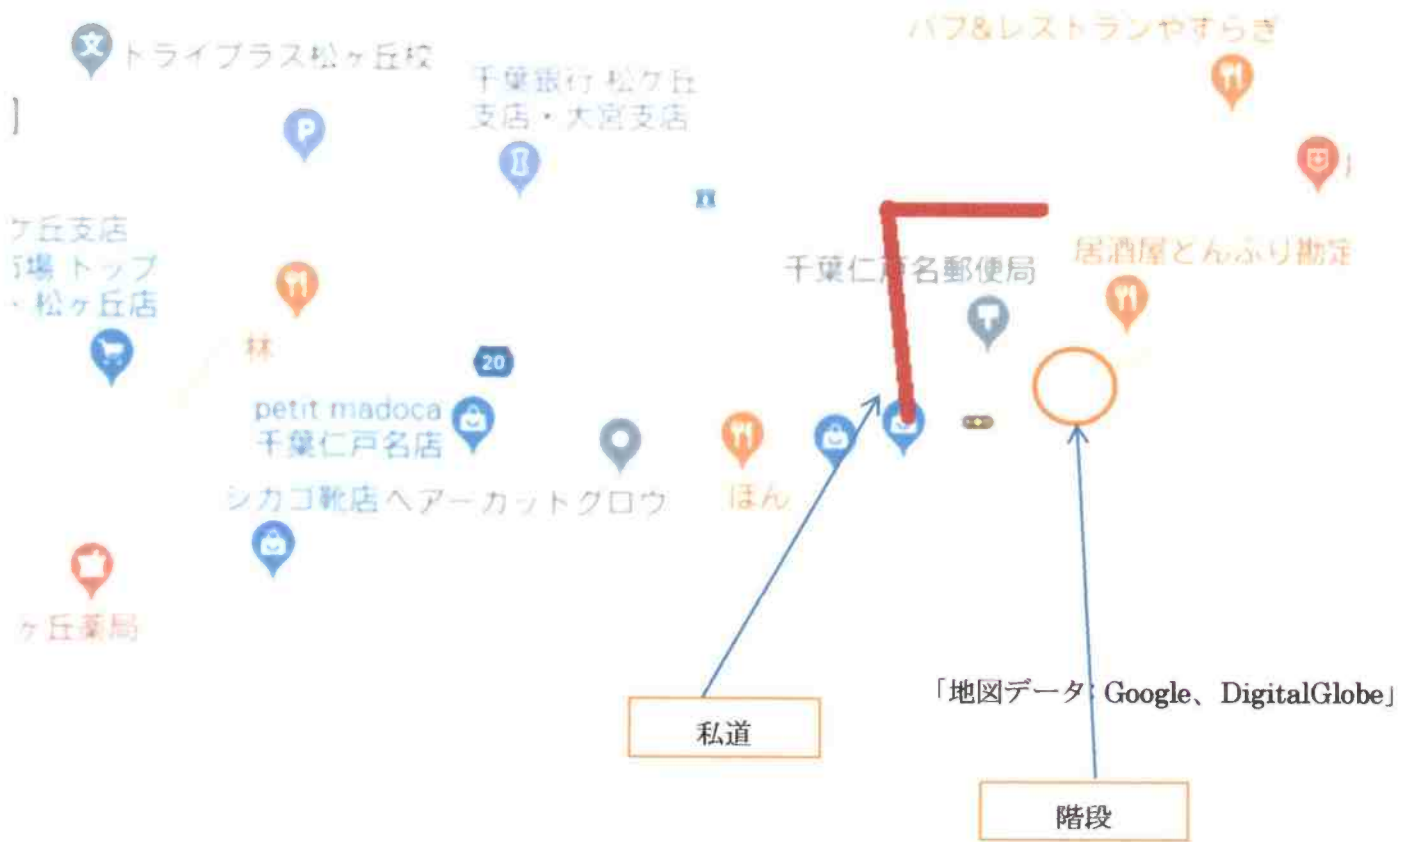 トライプラス松ヶ丘校
パブ&レストランやすらぎ
千葉銀行 松ケ丘
支店・大宮支店
P
ケ丘支店
市場 トップ
・松ヶ丘店
千葉仁戸名郵便局
居酒屋どんぶり勘定
林
20
petit madoca
千葉仁戸名店
シカゴ靴店
ヘアーカットグロウ
ほん
ヶ丘薬局
「地図データ: Google、DigitalGlobe」
私道
階段